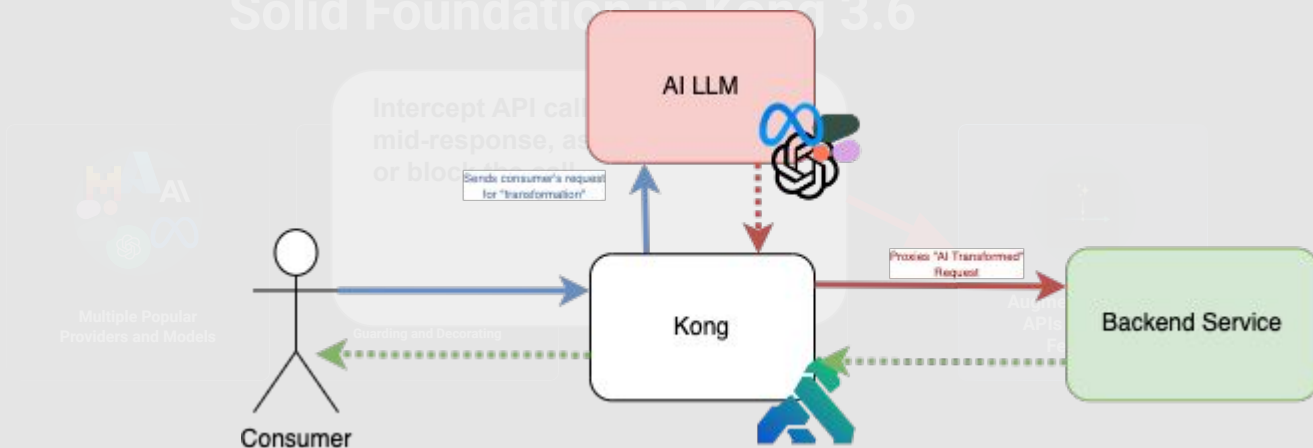 Solid Foundation in Kong 3.6
AI LLM
Intercept API call
mid-response, as
or block the call
Sends consumer's request
for "transformation"
AI
Proxies "AI Transformed"
Request
Multiple Popular
Providers and Models
Guarding and Decorating
Kong
APIs
Backend Service
Consumer